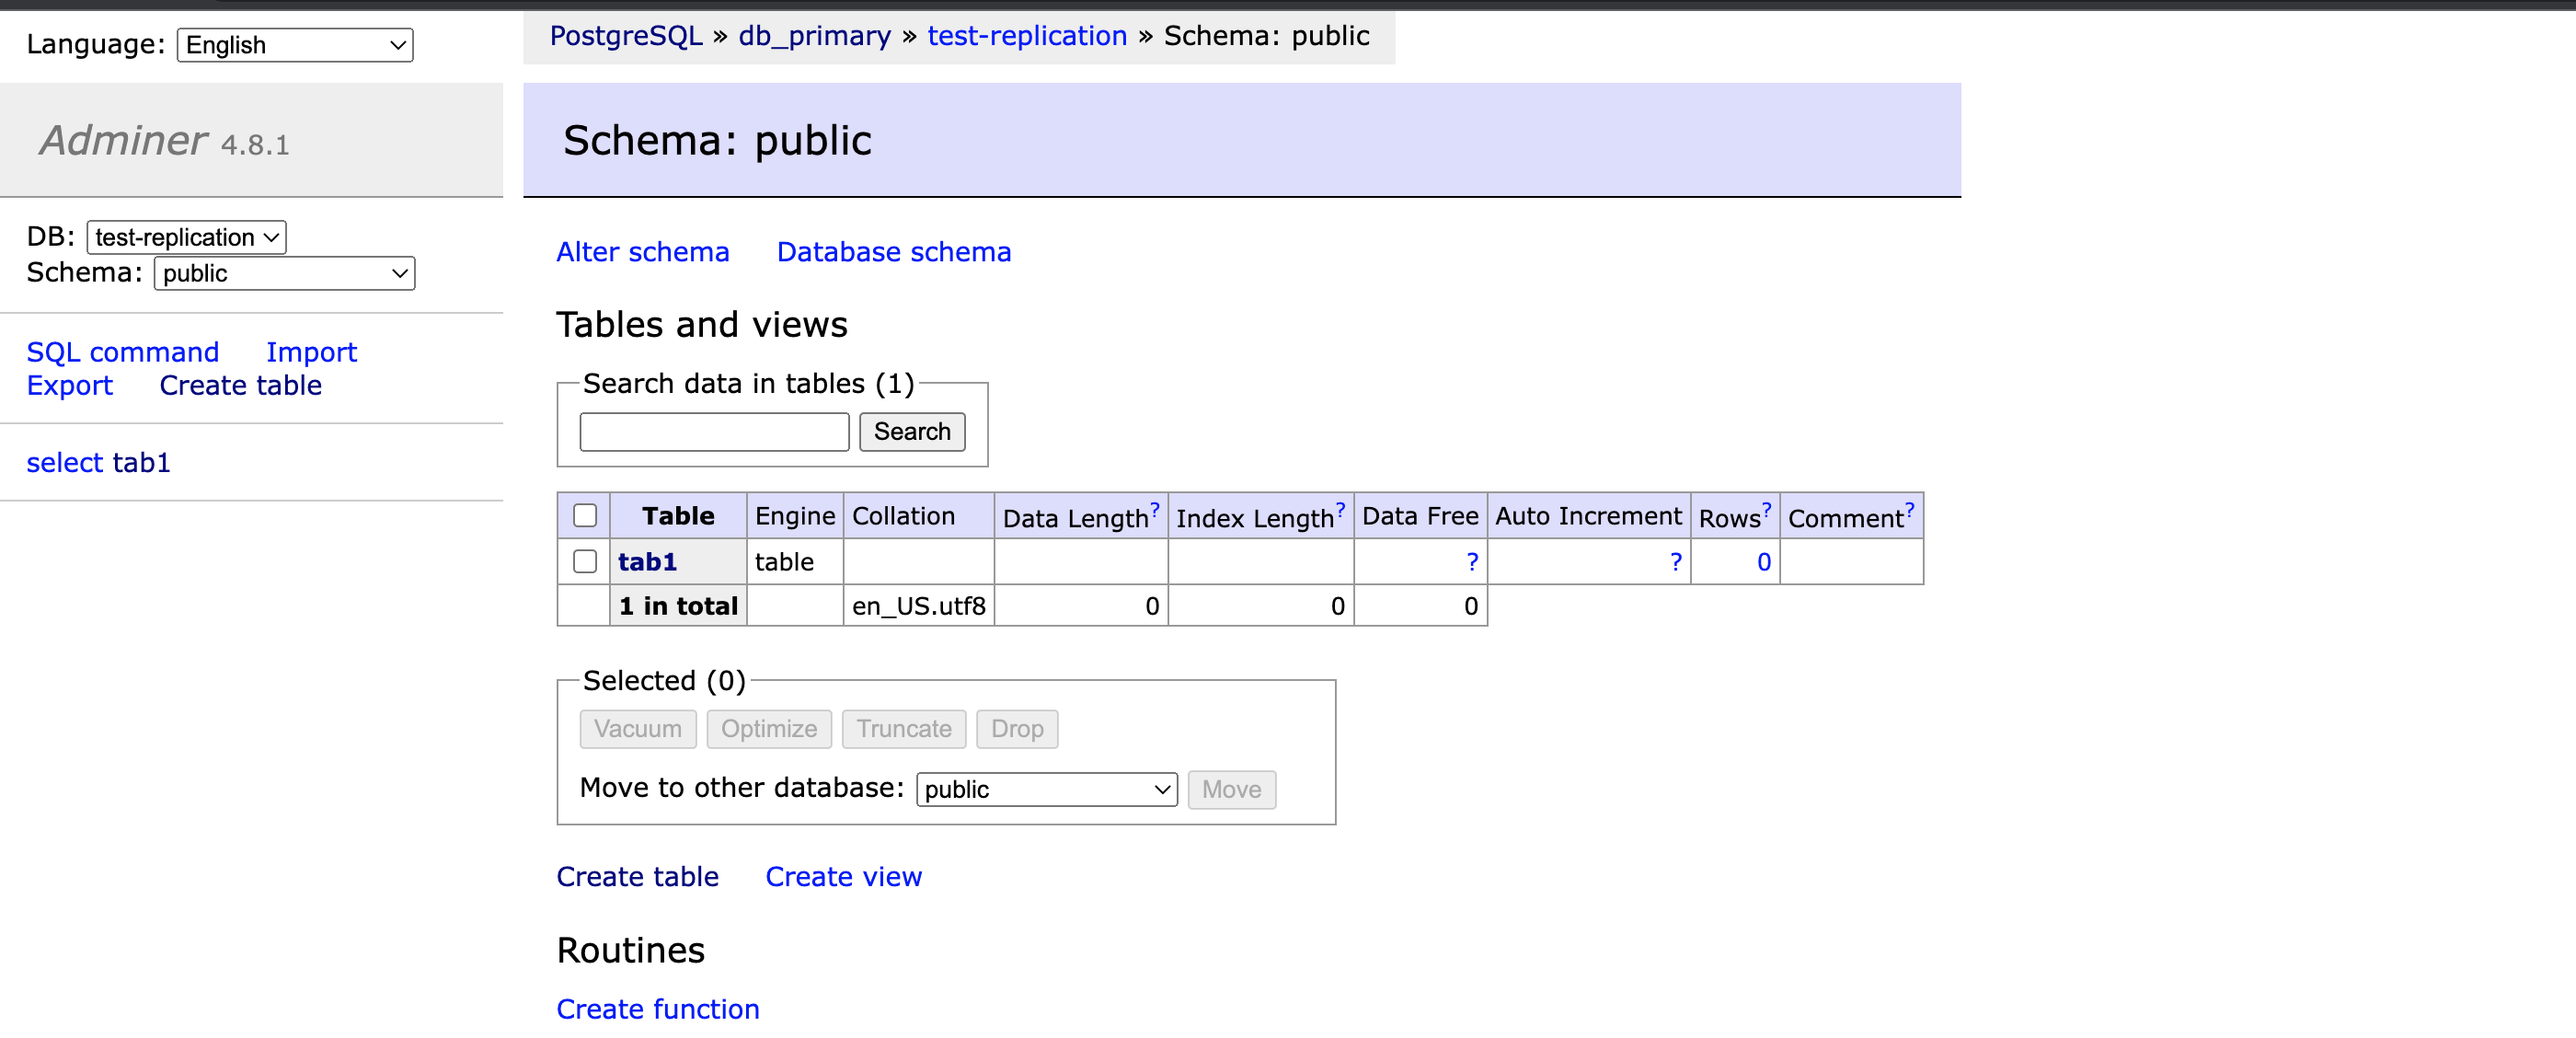 Language: English
PostgreSQL » db_primary » test-replication » Schema: public
Adminer 4.8.1
Schema: public
DB: test-replication
Schema: public
SQL command Import
Export Create table
select tab1
Alter schema Database schema
Tables and views
Search data in tables (1)
Search
Table Engine Collation Data Length? Index Length? Data Free Auto Increment Rows? Comment?
tab1 table ? ? 0
1 in total en_US.utf8 0 0 0
Selected (0)
Vacuum Optimize Truncate Drop
Move to other database: public Move
Create table Create view
Routines
Create function